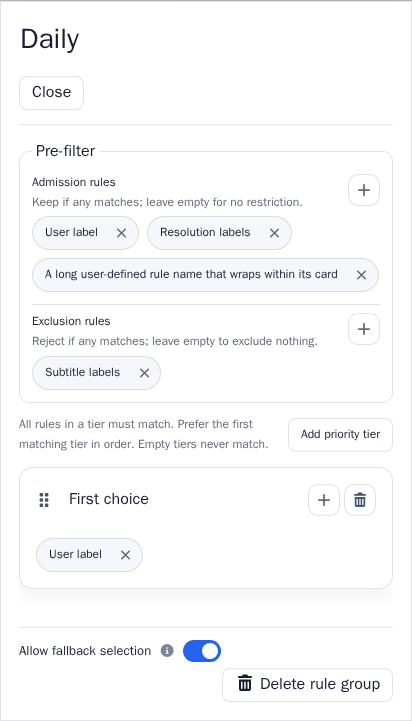 Daily
Close
Pre-filter
Admission rules
Keep if any matches; leave empty for no restriction.
User label
Resolution labels
A long user-defined rule name that wraps within its card
Exclusion rules
Reject if any matches; leave empty to exclude nothing.
Subtitle labels
All rules in a tier must match. Prefer the first
matching tier in order. Empty tiers never match.
Add priority tier
First choice
User label
Allow fallback selection
Delete rule group